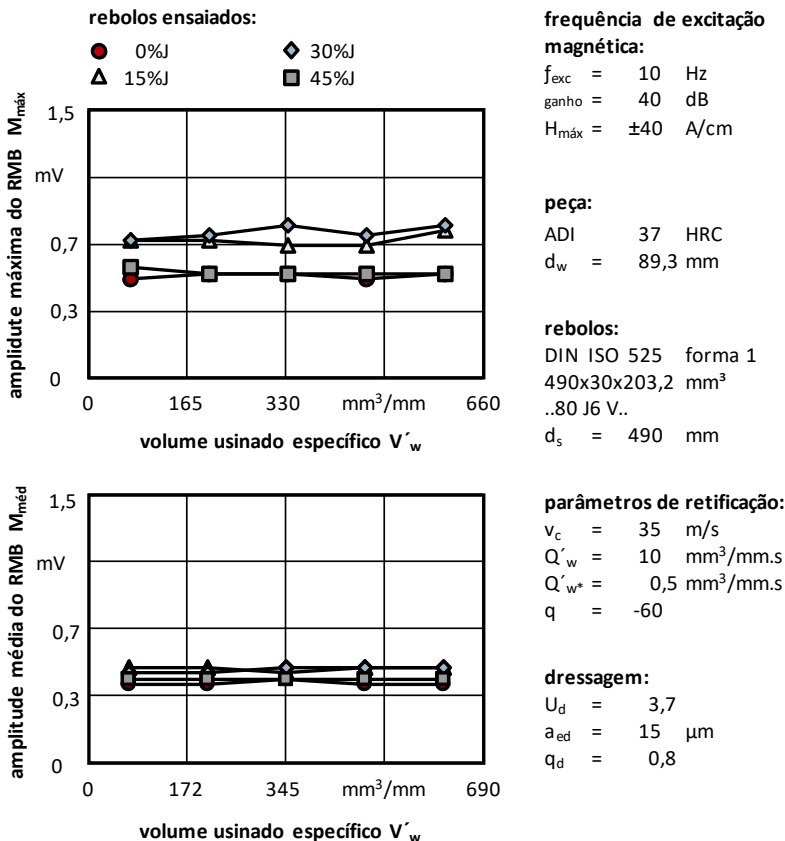 rebolos ensaiados:
0%J
30%J
15%J
45%J
amplidute máxima do RMB M_máx
1,5
mV
0,7
0,3
0
0 165 330 mm³/mm 660
volume usinado específico V´_w
amplitude média do RMB M_méd
1,5
mV
0,7
0,3
0
0 172 345 mm³/mm 690
volume usinado específico V´_w
frequência de excitação
magnética:
f_exc = 10 Hz
ganho = 40 dB
H_máx = ±40 A/cm
peça:
ADI 37 HRC
d_w = 89,3 mm
rebolos:
DIN ISO 525 forma 1
490x30x203,2 mm³
..80 J6 V..
d_s = 490 mm
parâmetros de retificação:
v_c = 35 m/s
Q´_w = 10 mm³/mm.s
Q´_w* = 0,5 mm³/mm.s
q = -60
dressagem:
U_d = 3,7
a_ed = 15 µm
q_d = 0,8